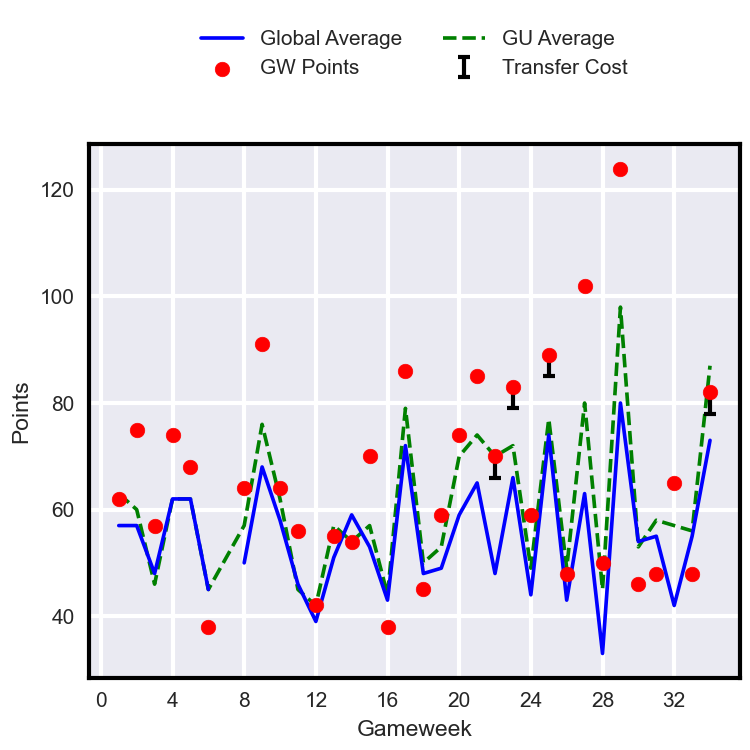 Global Average
GU Average
GW Points
Transfer Cost
120
100
80
60
40
Points
0 4 8 12 16 20 24 28 32
Gameweek